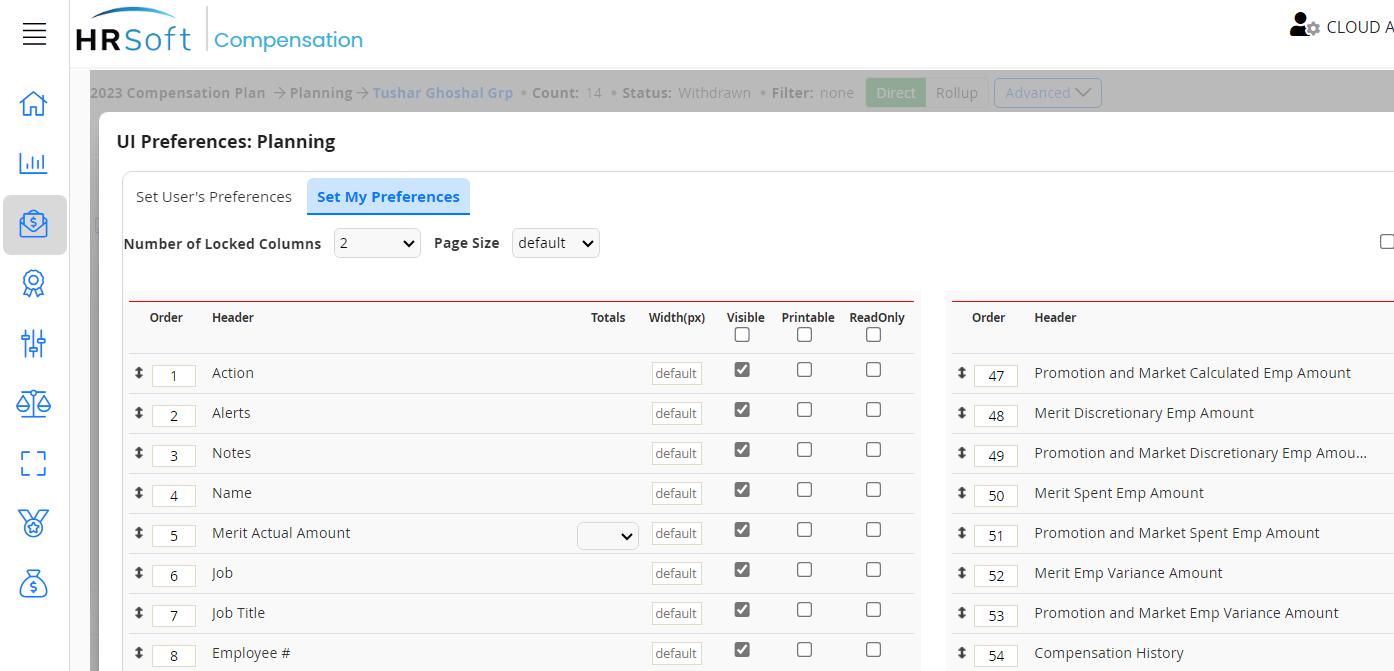 HRSoft Compensation
CLOUD A
2023 Compensation Plan → Planning → Tushar Ghoshal Grp • Count: 14 • Status: Withdrawn • Filter: none Direct Rollup Advanced
UI Preferences: Planning
Set User's Preferences Set My Preferences
Number of Locked Columns 2 Page Size default
Order Header Totals Width(px) Visible Printable ReadOnly
1 Action default
2 Alerts default
3 Notes default
4 Name default
5 Merit Actual Amount default
6 Job default
7 Job Title default
8 Employee # default
Order Header
47 Promotion and Market Calculated Emp Amount
48 Merit Discretionary Emp Amount
49 Promotion and Market Discretionary Emp Amou...
50 Merit Spent Emp Amount
51 Promotion and Market Spent Emp Amount
52 Merit Emp Variance Amount
53 Promotion and Market Emp Variance Amount
54 Compensation History